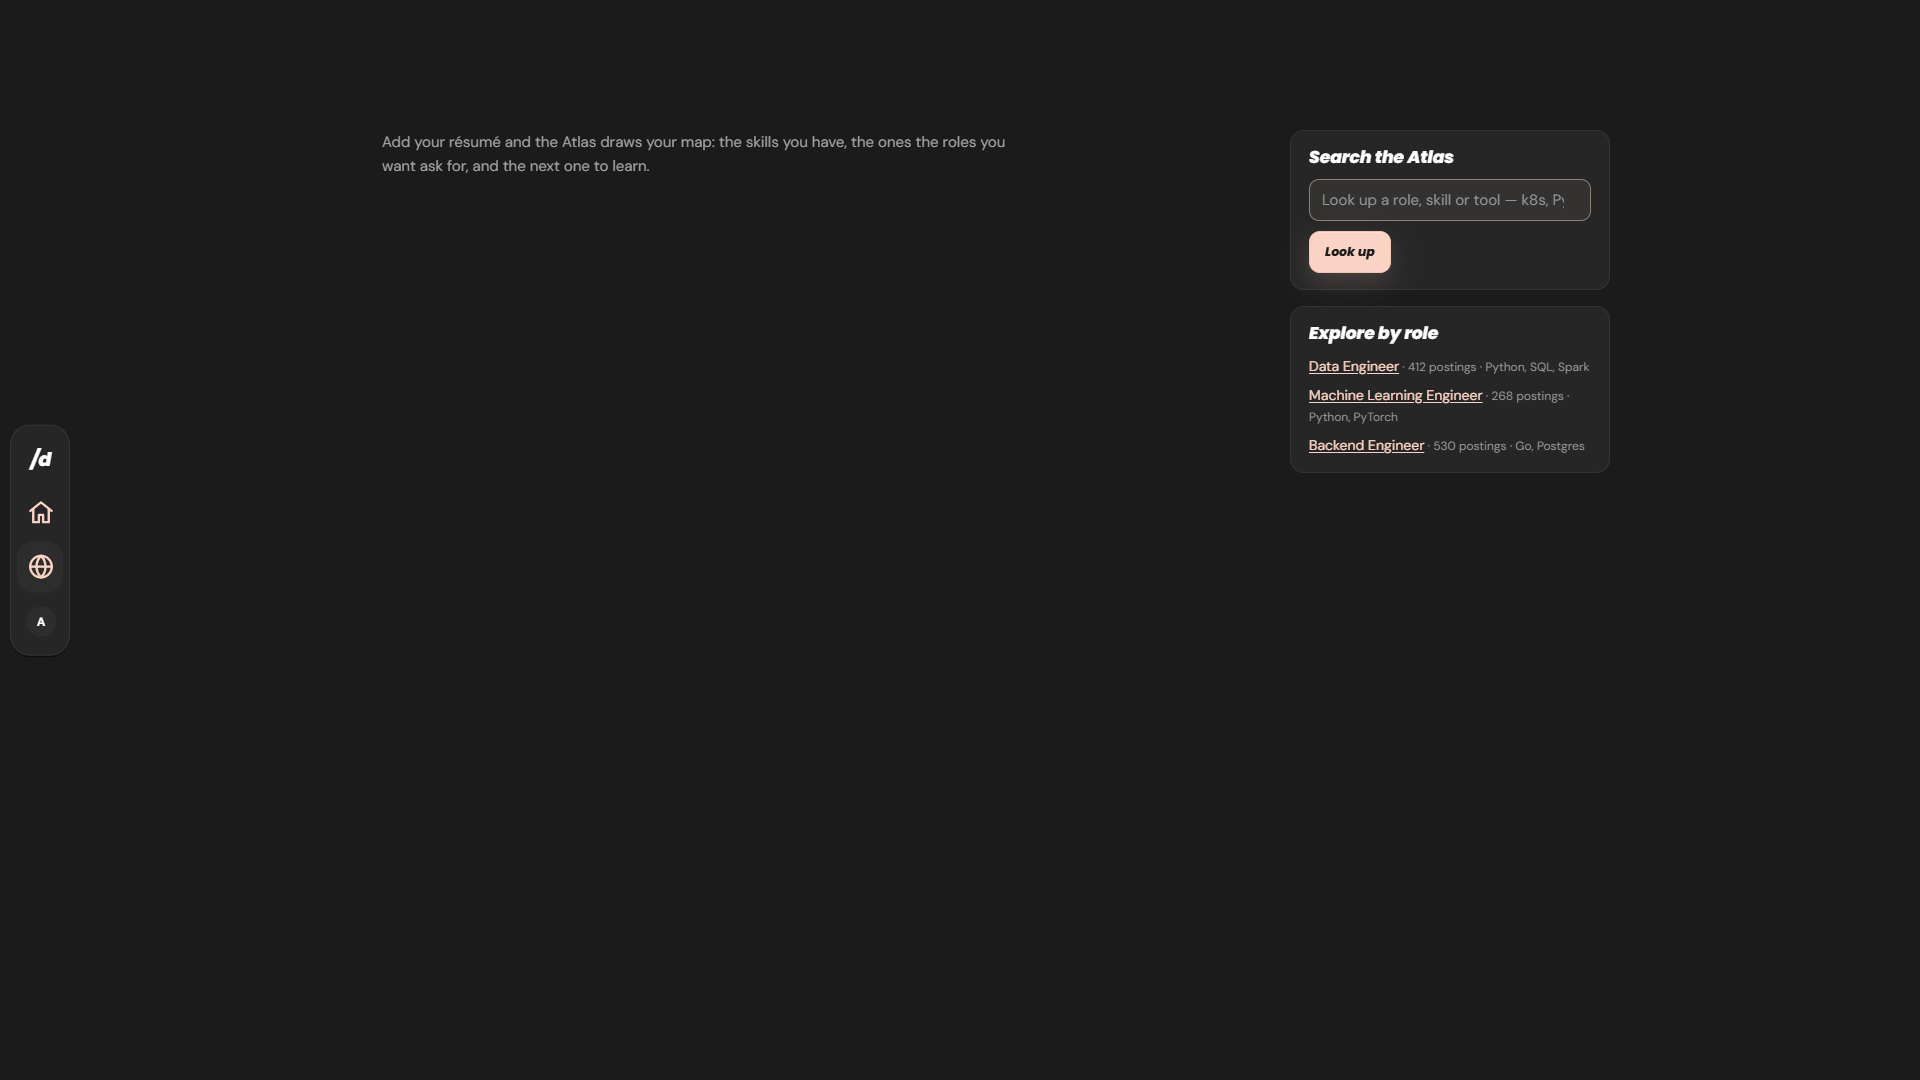 Add your résumé and the Atlas draws your map: the skills you have, the ones the roles you
want ask for, and the next one to learn.
Search the Atlas
Look up a role, skill or tool — k8s, Py
Look up
Explore by role
Data Engineer · 412 postings · Python, SQL, Spark
Machine Learning Engineer · 268 postings ·
Python, PyTorch
Backend Engineer · 530 postings · Go, Postgres
/d
A